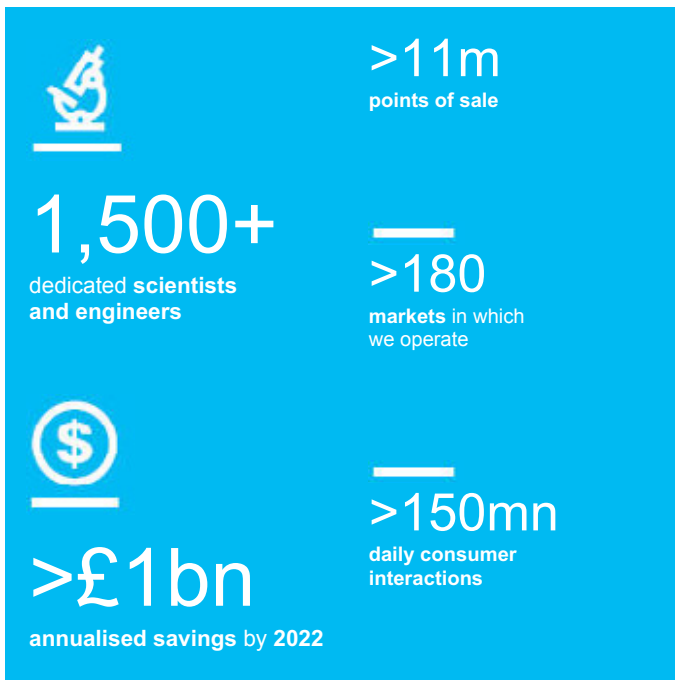 1,500+
dedicated scientists
and engineers
$
>£1bn
annualised savings by 2022
>11m
points of sale
>180
markets in which
we operate
>150mn
daily consumer
interactions